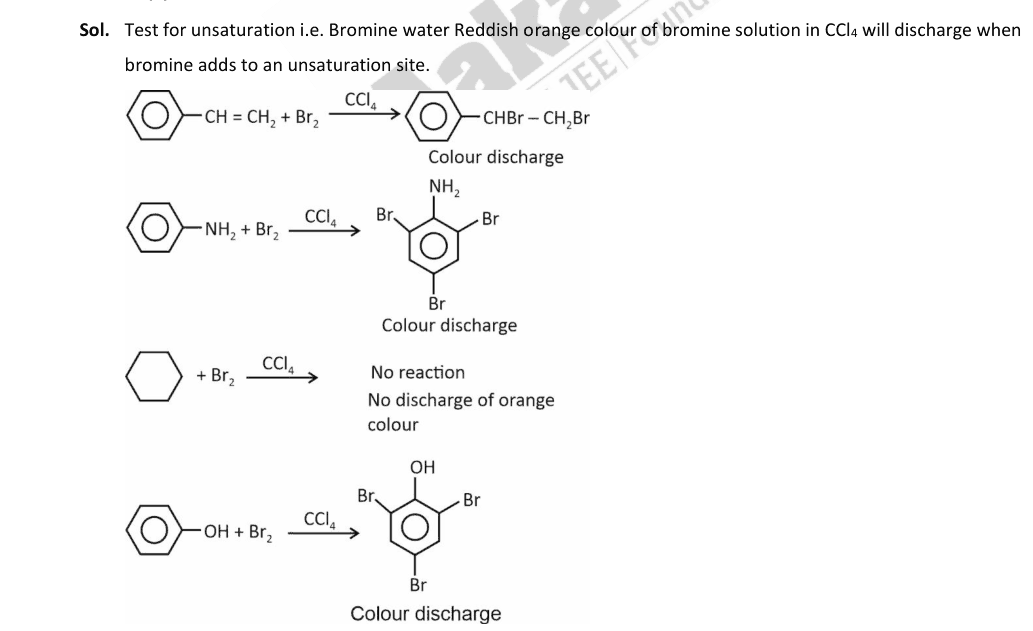 Sol. Test for unsaturation i.e. Bromine water Reddish orange colour of bromine solution in CCl₄ will discharge when
bromine adds to an unsaturation site.
CH = CH₂ + Br₂ CCl₄ CHBr – CH₂Br
Colour discharge
NH₂
NH₂ + Br₂ CCl₄ Br Br
Br
Colour discharge
+ Br₂ CCl₄ No reaction
No discharge of orange
colour
OH
Br Br
OH + Br₂ CCl₄
Br
Colour discharge
JEE | Found